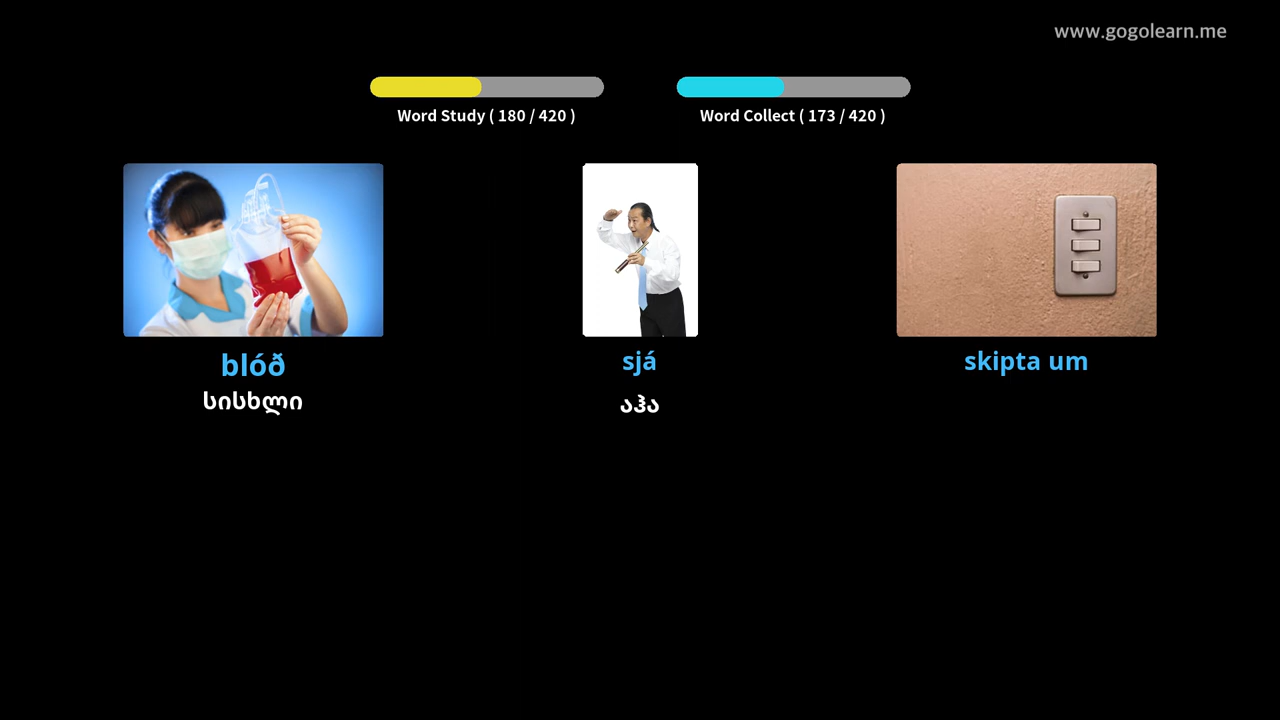 www.gogolearn.me
Word Study ( 180 / 420 )
Word Collect ( 173 / 420 )
blóð
sjá
skipta um
სისხლი
აჰა